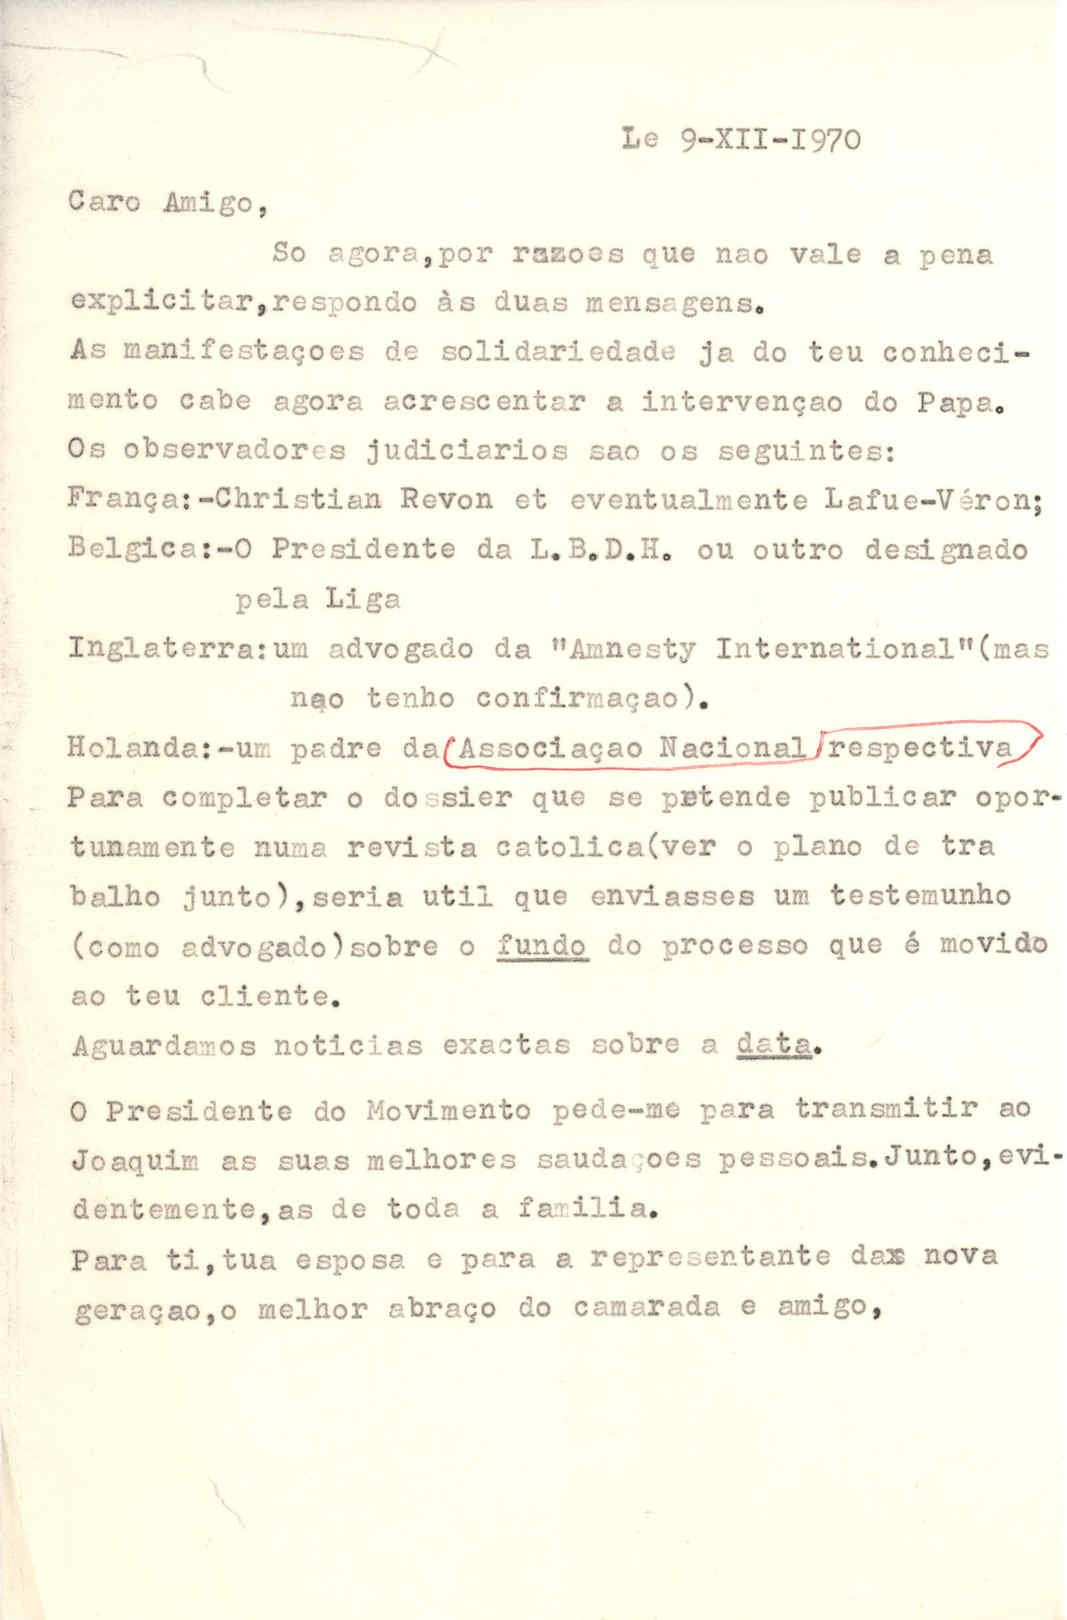 Le 9-XII-I970
Caro Amigo,
So agora,por razoes que nao vale a pena
explicitar,respondo às duas mensagens.
As manifestaçoes de solidariedade ja do teu conheci-
mento cabe agora acrescentar a intervençao do Papa.
Os observadores judiciarios sao os seguintes:
França:-Christian Revon et eventualmente Lafue-Véron;
Belgica:-O Presidente da L.B.D.H. ou outro designado
pela Liga
Inglaterra:um advogado da "Amnesty International"(mas
nao tenho confirmaçao).
Holanda:-um padre da(Associaçao Nacional respectiva)
Para completar o dossier que se pretende publicar opor-
tunamente numa revista catolica(ver o plano de tra
balho junto),seria util que enviasses um testemunho
(como advogado)sobre o fundo do processo que é movido
ao teu cliente.
Aguardamos noticias exactas sobre a data.
O Presidente do Movimento pede-me para transmitir ao
Joaquim as suas melhores saudaçoes pessoais.Junto,evi-
dentemente,as de toda a familia.
Para ti,tua esposa e para a representante das nova
geraçao,o melhor abraço do camarada e amigo,